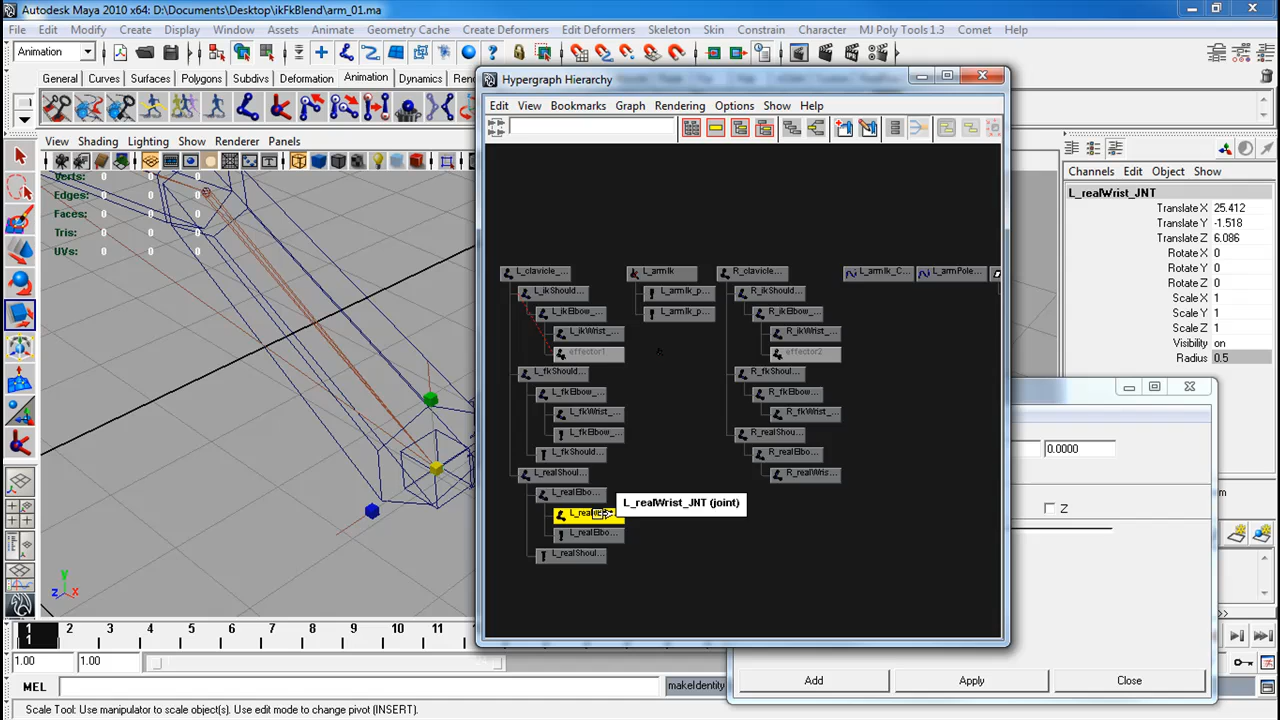 Autodesk Maya 2010 x64: D:\Documents\Desktop\ikFkBlend\arm_01.ma
File Edit Modify Create Display Window Assets Animate Geometry Cache Create Deformers Edit Deformers Skeleton Skin Constrain Character MJ Poly Tools 1.3 Comet Help
Animation
General Curves Surfaces Polygons Subdivs Deformation Animation Dynamics Ren
Hypergraph Hierarchy
Edit View Bookmarks Graph Rendering Options Show Help
View Shading Lighting Show Renderer Panels
Verts: 0 0 0
Edges: 0 0 0
Faces: 0 0 0
Tris: 0 0 0
UVs: 0 0 0
Channels Edit Object Show
L_realWrist_JNT
Translate X 25.412
Translate Y -1.518
Translate Z 6.086
Rotate X 0
Rotate Y 0
Rotate Z 0
Scale X 1
Scale Y 1
Scale Z 1
Visibility on
Radius 0.5
L_clavicle_... L_armIk R_clavicle... L_armIk_C... L_armPole...
L_ikShould... L_armIk_p... R_ikShould...
L_ikElbow_... L_armIk_p... R_ikElbow_...
L_ikWrist_... R_ikWrist_...
effector1 effector2
L_fkShould... R_fkShould...
L_fkElbow_... R_fkElbow_...
L_fkWrist_... R_fkWrist_...
L_fkElbow_... R_realShou...
L_fkShould... R_realElbo...
L_realShou... R_realWris...
L_realElbo...
L_realWrist_JNT (joint)
L_realElbo...
L_realShoul...
0.0000
Z
1 2 3 4 5 6 7 8 9 10 11
1
1.00 1.00
MEL makeIdentity
Add Apply Close
Scale Tool: Use manipulator to scale object(s). Use edit mode to change pivot (INSERT).